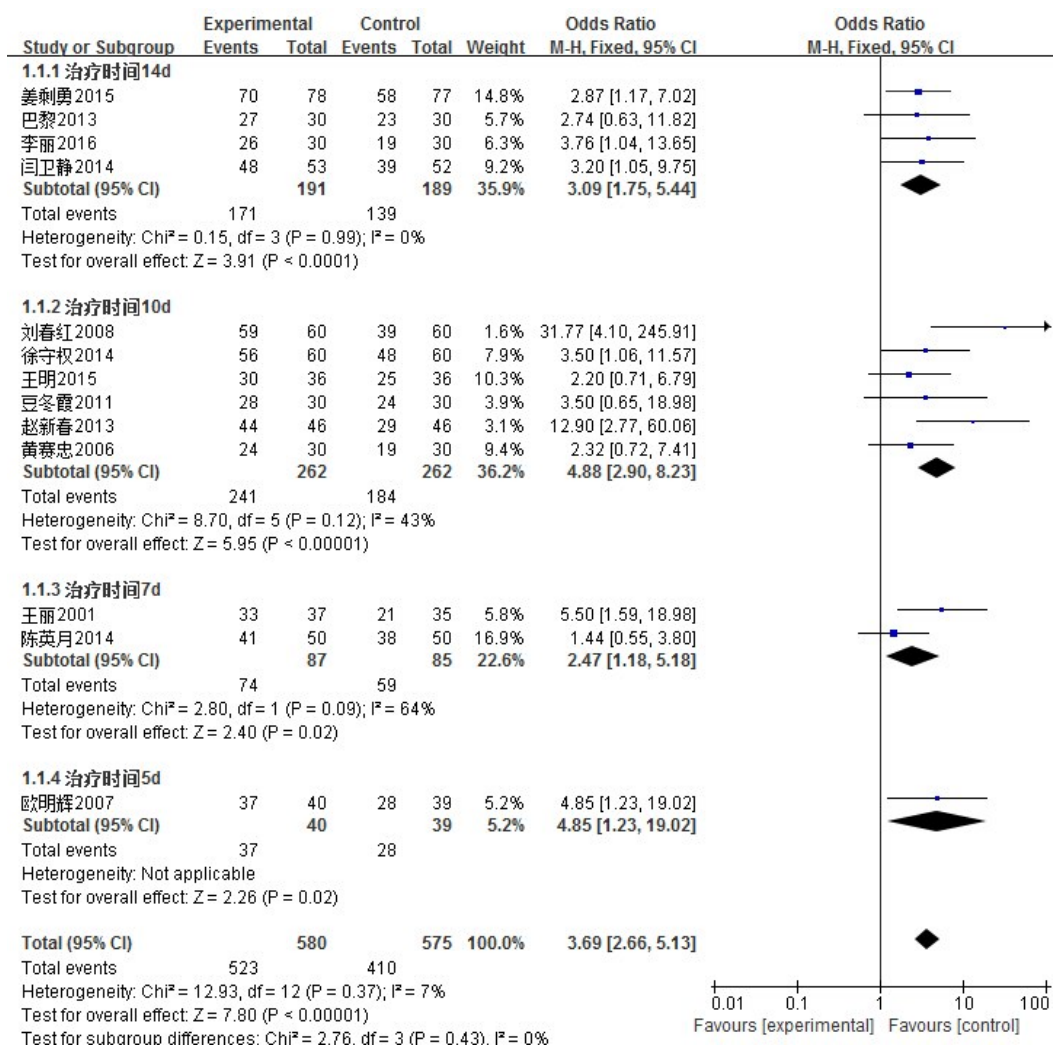 Experimental Control Odds Ratio Odds Ratio
Study or Subgroup Events Total Events Total Weight M-H, Fixed, 95% CI M-H, Fixed, 95% CI
1.1.1 治疗时间14d
姜剩勇2015 70 78 58 77 14.8% 2.87 [1.17, 7.02]
巴黎2013 27 30 23 30 5.7% 2.74 [0.63, 11.82]
李丽2016 26 30 19 30 6.3% 3.76 [1.04, 13.65]
闫卫静2014 48 53 39 52 9.2% 3.20 [1.05, 9.75]
Subtotal (95% CI) 191 189 35.9% 3.09 [1.75, 5.44]
Total events 171 139
Heterogeneity: Chi² = 0.15, df = 3 (P = 0.99); I² = 0%
Test for overall effect: Z = 3.91 (P < 0.0001)
1.1.2 治疗时间10d
刘春红2008 59 60 39 60 1.6% 31.77 [4.10, 245.91]
徐守权2014 56 60 48 60 7.9% 3.50 [1.06, 11.57]
王明2015 30 36 25 36 10.3% 2.20 [0.71, 6.79]
豆冬霞2011 28 30 24 30 3.9% 3.50 [0.65, 18.98]
赵新春2013 44 46 29 46 3.1% 12.90 [2.77, 60.06]
黄赛忠2006 24 30 19 30 9.4% 2.32 [0.72, 7.41]
Subtotal (95% CI) 262 262 36.2% 4.88 [2.90, 8.23]
Total events 241 184
Heterogeneity: Chi² = 8.70, df = 5 (P = 0.12); I² = 43%
Test for overall effect: Z = 5.95 (P < 0.00001)
1.1.3 治疗时间7d
王丽2001 33 37 21 35 5.8% 5.50 [1.59, 18.98]
陈英月2014 41 50 38 50 16.9% 1.44 [0.55, 3.80]
Subtotal (95% CI) 87 85 22.6% 2.47 [1.18, 5.18]
Total events 74 59
Heterogeneity: Chi² = 2.80, df = 1 (P = 0.09); I² = 64%
Test for overall effect: Z = 2.40 (P = 0.02)
1.1.4 治疗时间5d
欧明辉2007 37 40 28 39 5.2% 4.85 [1.23, 19.02]
Subtotal (95% CI) 40 39 5.2% 4.85 [1.23, 19.02]
Total events 37 28
Heterogeneity: Not applicable
Test for overall effect: Z = 2.26 (P = 0.02)
Total (95% CI) 580 575 100.0% 3.69 [2.66, 5.13]
Total events 523 410
Heterogeneity: Chi² = 12.93, df = 12 (P = 0.37); I² = 7%
Test for overall effect: Z = 7.80 (P < 0.00001)
Test for subgroup differences: Chi² = 2.76, df = 3 (P = 0.43), I² = 0%
0.01 0.1 1 10 100
Favours [experimental] Favours [control]